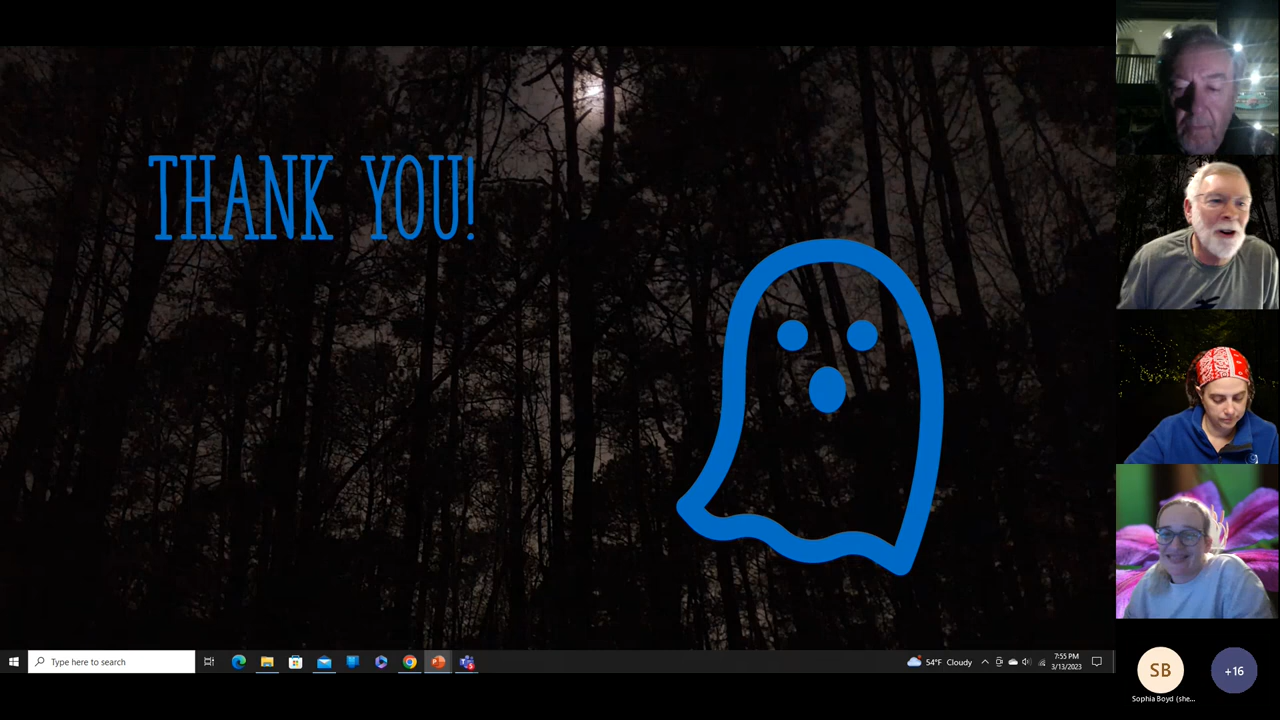 THANK YOU!
Type here to search
54°F Cloudy
7:55 PM
3/13/2023
SB
+16
Sophia Boyd (she...